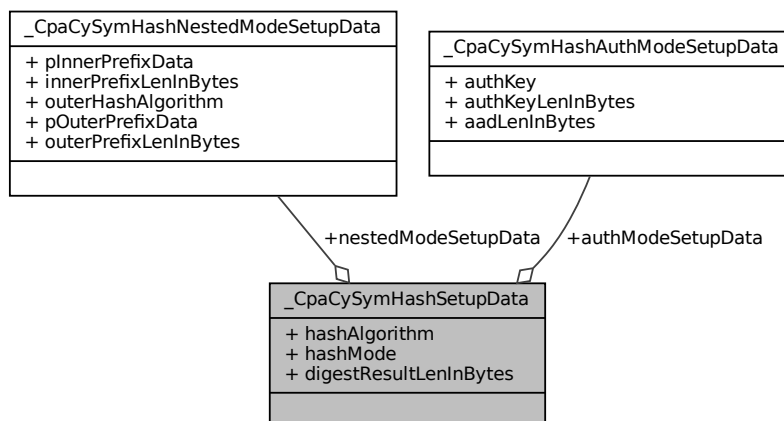 _CpaCySymHashNestedModeSetupData
+ pInnerPrefixData
+ innerPrefixLenInBytes
+ outerHashAlgorithm
+ pOuterPrefixData
+ outerPrefixLenInBytes
_CpaCySymHashAuthModeSetupData
+ authKey
+ authKeyLenInBytes
+ aadLenInBytes
+nestedModeSetupData
+authModeSetupData
_CpaCySymHashSetupData
+ hashAlgorithm
+ hashMode
+ digestResultLenInBytes